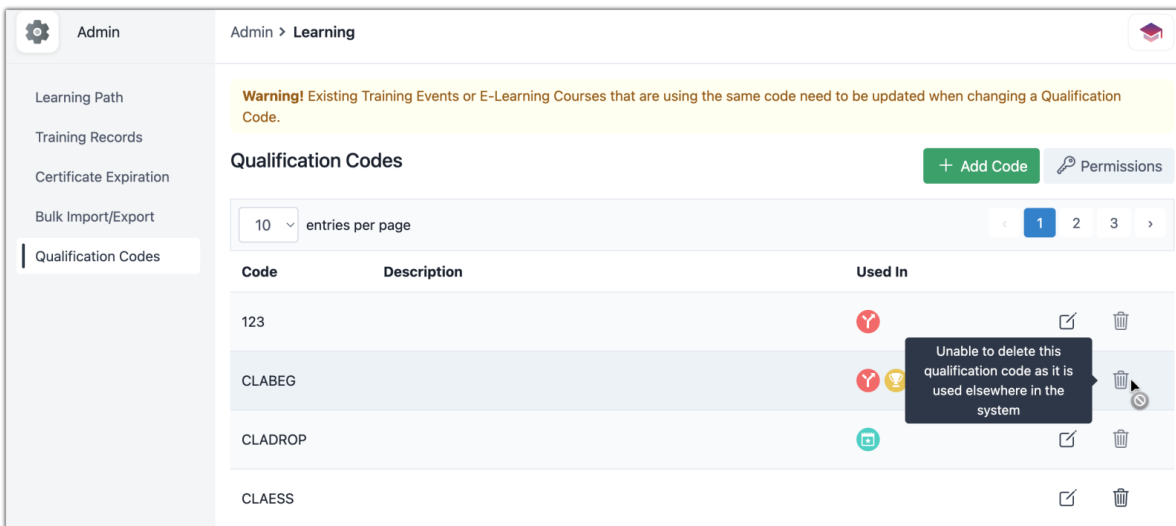 Admin
Admin > Learning
Learning Path
Training Records
Certificate Expiration
Bulk Import/Export
Qualification Codes
Warning! Existing Training Events or E-Learning Courses that are using the same code need to be updated when changing a Qualification
Code.
Qualification Codes
+ Add Code
Permissions
10 entries per page
‹ 1 2 3 ›
Code Description Used In
123
CLABEG
Unable to delete this
qualification code as it is
used elsewhere in the
system
CLADROP
CLAESS